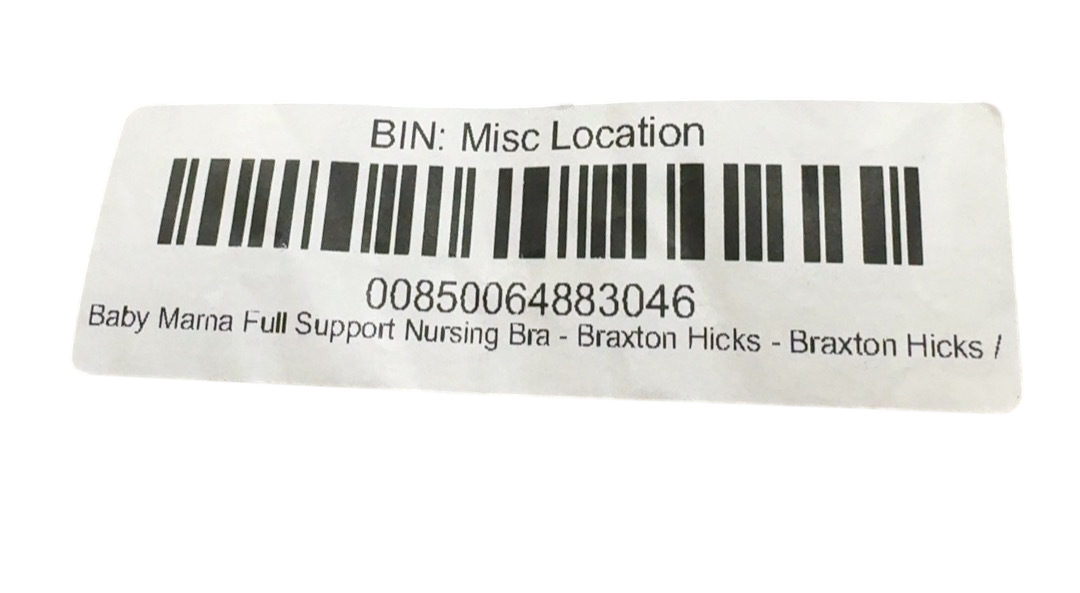 BIN: Misc Location
00850064883046
Baby Marna Full Support Nursing Bra - Braxton Hicks - Braxton Hicks /